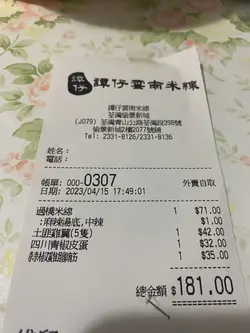 譚仔
譚仔雲南米線
譚仔雲南米線
荃灣愉景新城
(J079) 荃灣青山公路荃灣段398號
愉景新城2樓2077號舖
Tel: 2331-8126/2331-8136
姓名:
電話:
帳單: 000-0307 外賣自取
日期: 2023/04/15 17:49:01
過橋米線 1 $71.00
:麻辣湯底,中辣 1 $1.00
土匪雞翼(5隻) 1 $42.00
四川青椒皮蛋 1 $32.00
1 $35.00
總金額 $181.00